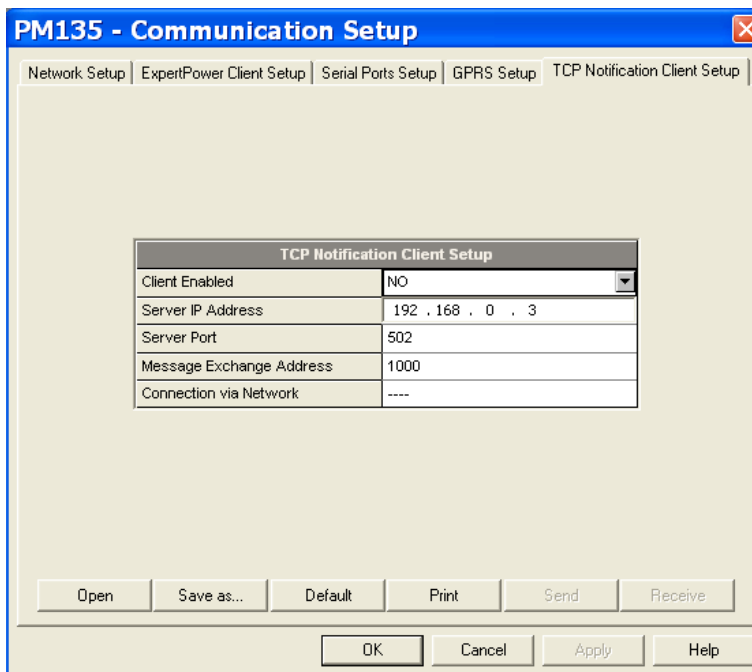 PM135 - Communication Setup
Network Setup ExpertPower Client Setup Serial Ports Setup GPRS Setup TCP Notification Client Setup
TCP Notification Client Setup
Client Enabled NO
Server IP Address 192 . 168 . 0 . 3
Server Port 502
Message Exchange Address 1000
Connection via Network ----
Open Save as... Default Print Send Receive
OK Cancel Apply Help